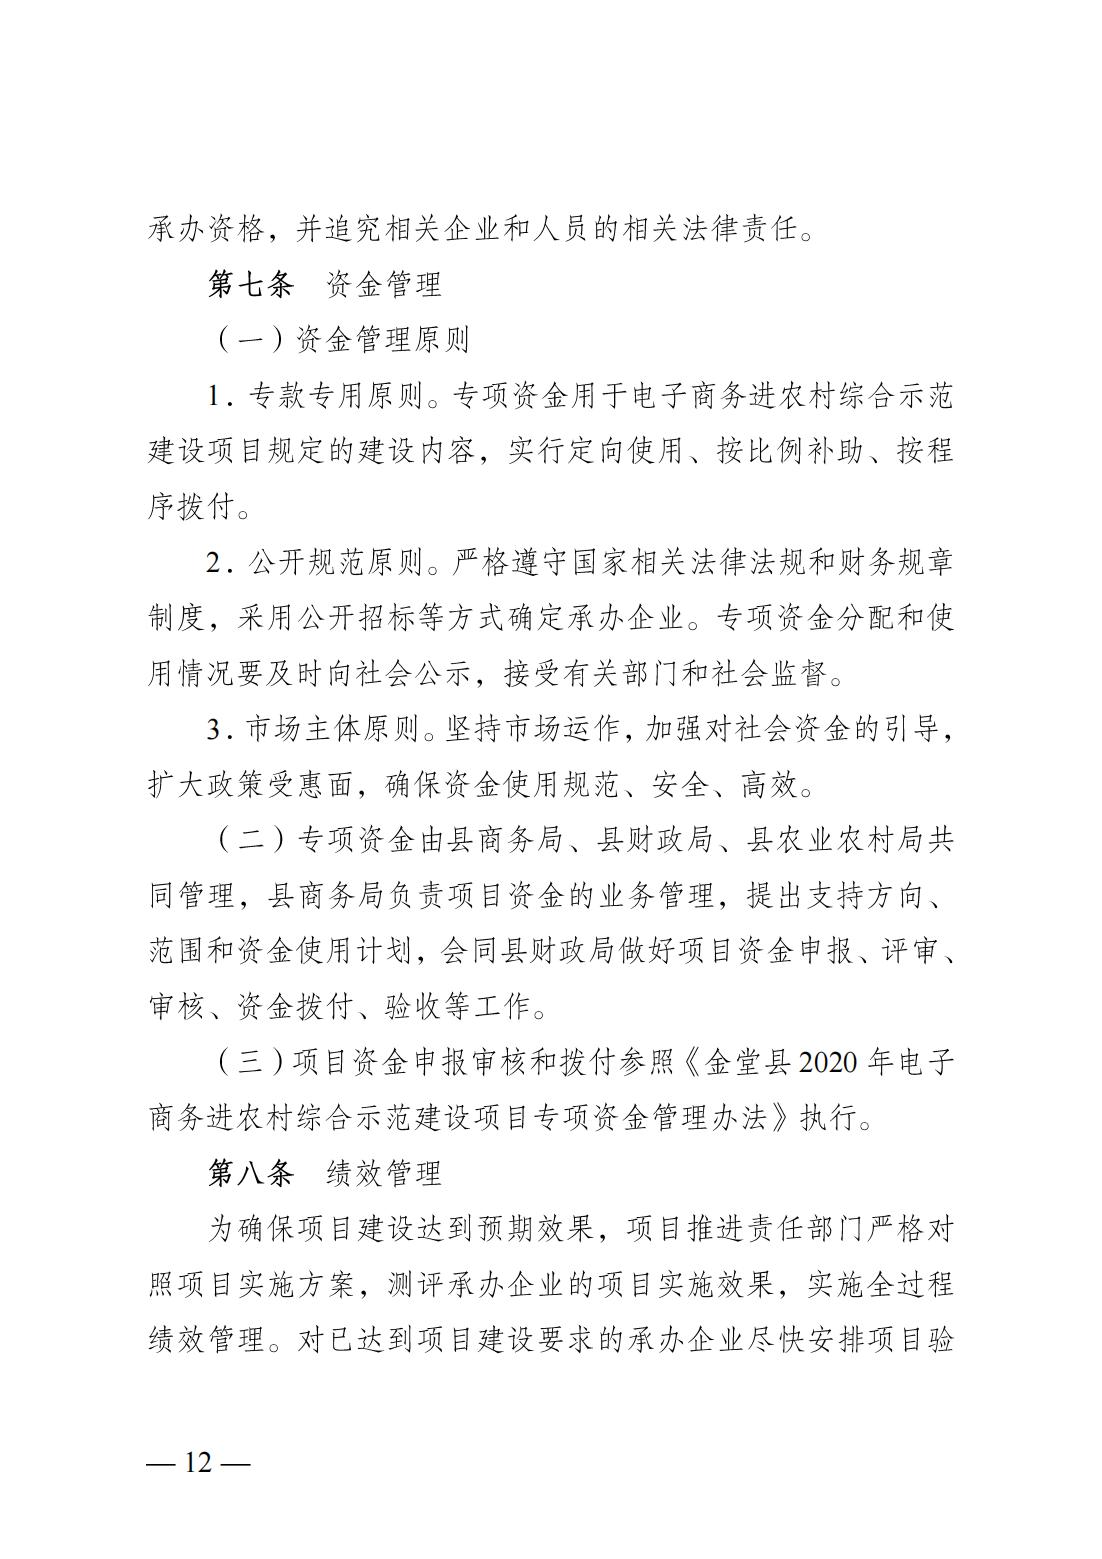 承办资格，并追究相关企业和人员的相关法律责任。
第七条　资金管理
（一）资金管理原则
1．专款专用原则。专项资金用于电子商务进农村综合示范
建设项目规定的建设内容，实行定向使用、按比例补助、按程
序拨付。
2．公开规范原则。严格遵守国家相关法律法规和财务规章
制度，采用公开招标等方式确定承办企业。专项资金分配和使
用情况要及时向社会公示，接受有关部门和社会监督。
3．市场主体原则。坚持市场运作，加强对社会资金的引导，
扩大政策受惠面，确保资金使用规范、安全、高效。
（二）专项资金由县商务局、县财政局、县农业农村局共
同管理，县商务局负责项目资金的业务管理，提出支持方向、
范围和资金使用计划，会同县财政局做好项目资金申报、评审、
审核、资金拨付、验收等工作。
（三）项目资金申报审核和拨付参照《金堂县 2020 年电子
商务进农村综合示范建设项目专项资金管理办法》执行。
第八条　绩效管理
为确保项目建设达到预期效果，项目推进责任部门严格对
照项目实施方案，测评承办企业的项目实施效果，实施全过程
绩效管理。对已达到项目建设要求的承办企业尽快安排项目验
— 12 —